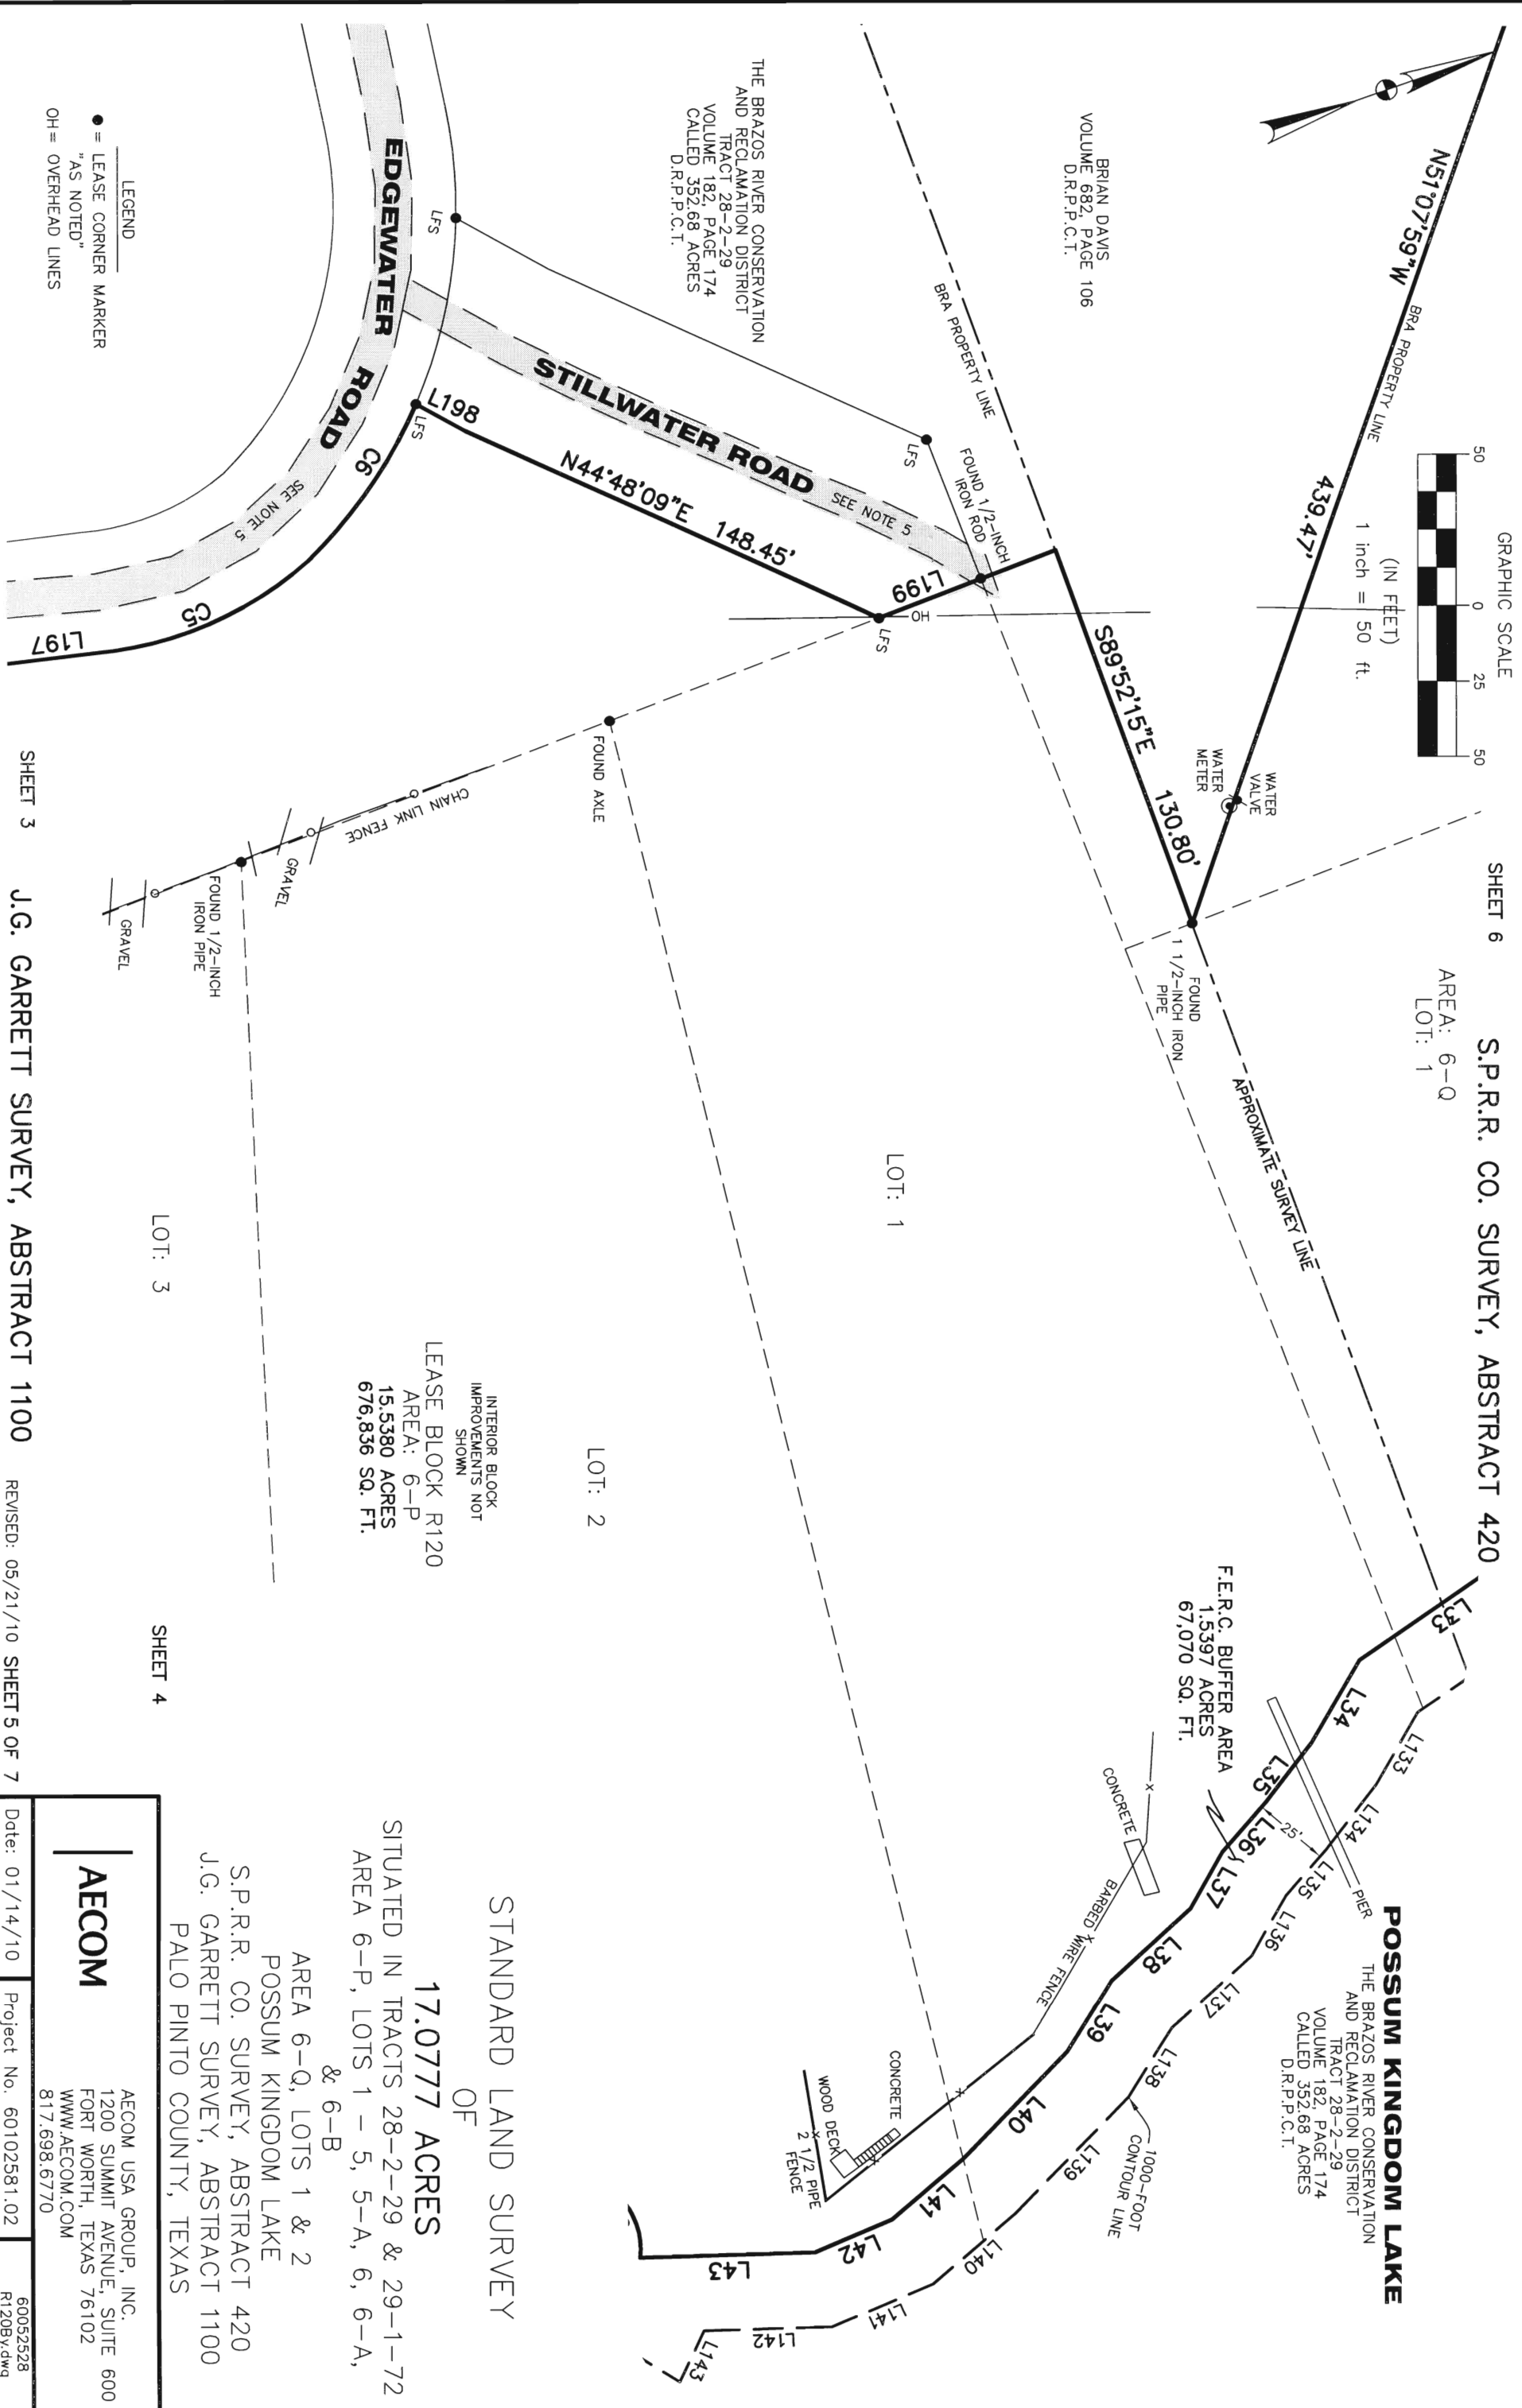 GRAPHIC SCALE
50
0
25
50
(IN FEET)
1 inch = 50 ft.
SHEET 6
S.P.R.R. CO. SURVEY, ABSTRACT 420
AREA: 6-Q
LOT: 1
N51°07'59"W
BRA PROPERTY LINE
439.47'
WATER
VALVE
WATER
METER
BRIAN DAVIS
VOLUME 682, PAGE 106
D.R.P.P.C.T.
BRA PROPERTY LINE
S89°52'15"E
130.80'
FOUND
1 1/2-INCH IRON
PIPE
APPROXIMATE SURVEY LINE
THE BRAZOS RIVER CONSERVATION
AND RECLAMATION DISTRICT
TRACT 28-2-29
VOLUME 182, PAGE 174
CALLED 352.68 ACRES
D.R.P.P.C.T.
LFS
FOUND 1/2-INCH
IRON ROD
L199
OH
LFS
STILLWATER ROAD
SEE NOTE 5
N44°48'09"E
148.45'
L198
LFS
LFS
EDGEWATER
ROAD
SEE NOTE 5
C6
C5
L197
LEGEND
● = LEASE CORNER MARKER
"AS NOTED"
OH= OVERHEAD LINES
FOUND AXLE
CHAIN LINK FENCE
GRAVEL
FOUND 1/2-INCH
IRON PIPE
GRAVEL
LOT: 1
LOT: 2
LOT: 3
INTERIOR BLOCK
IMPROVEMENTS NOT
SHOWN
LEASE BLOCK R120
AREA: 6-P
15.5380 ACRES
676,836 SQ. FT.
F.E.R.C. BUFFER AREA
1.5397 ACRES
67,070 SQ. FT.
L33
L34
L35
L36
L37
L38
L39
L40
L41
L42
L43
25'
L133
L134
L135
L136
L137
L138
L139
L140
L141
L142
L143
PIER
CONCRETE
BARBED WIRE FENCE
CONCRETE
WOOD DECK
2 1/2 PIPE
FENCE
1000-FOOT
CONTOUR LINE
POSSUM KINGDOM LAKE
THE BRAZOS RIVER CONSERVATION
AND RECLAMATION DISTRICT
TRACT 28-2-29
VOLUME 182, PAGE 174
CALLED 352.68 ACRES
D.R.P.P.C.T.
STANDARD LAND SURVEY
OF
17.0777 ACRES
SITUATED IN TRACTS 28-2-29 & 29-1-72
AREA 6-P, LOTS 1 - 5, 5-A, 6, 6-A,
& 6-B
AREA 6-Q, LOTS 1 & 2
POSSUM KINGDOM LAKE
S.P.R.R. CO. SURVEY, ABSTRACT 420
J.G. GARRETT SURVEY, ABSTRACT 1100
PALO PINTO COUNTY, TEXAS
SHEET 4
SHEET 3
J.G. GARRETT SURVEY, ABSTRACT 1100
REVISED: 05/21/10 SHEET 5 OF 7
AECOM
AECOM USA GROUP, INC.
1200 SUMMIT AVENUE, SUITE 600
FORT WORTH, TEXAS 76102
WWW.AECOM.COM
817.698.6770
Date: 01/14/10
Project No. 60102581.02
60052528
R120By.dwg